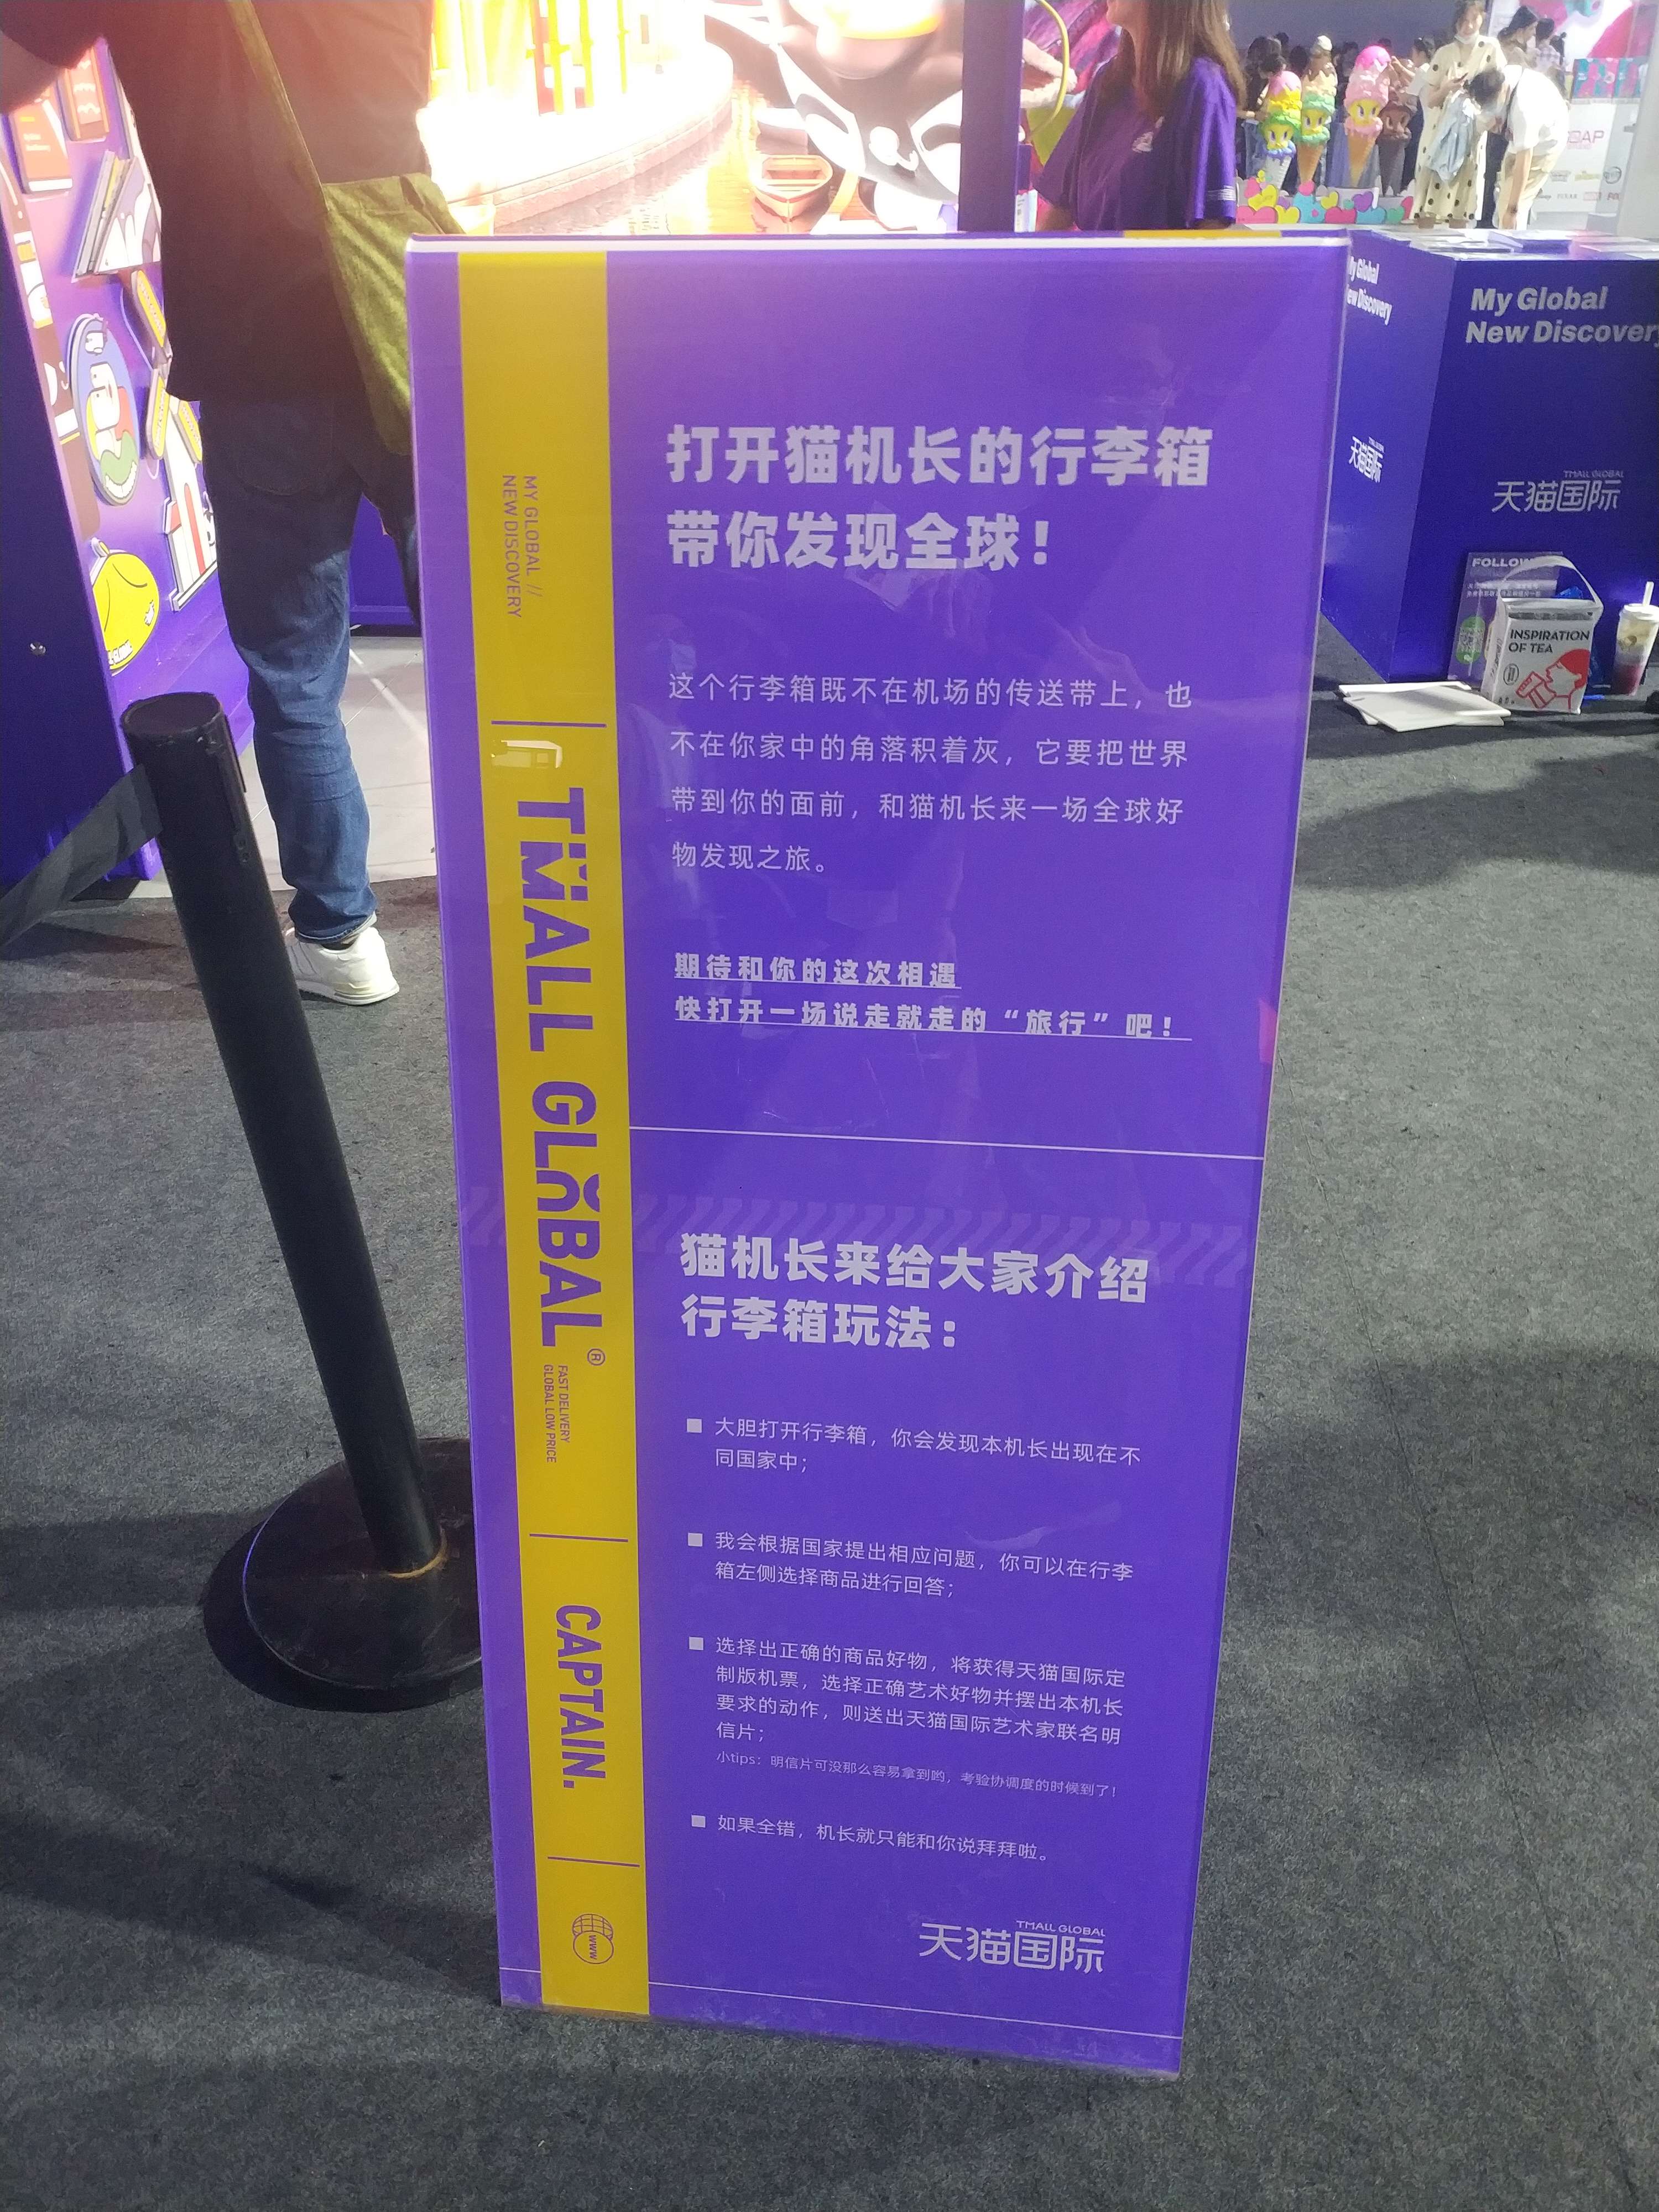 打开猫机长的行李箱
带你发现全球！
这个行李箱既不在机场的传送带上，也
不在你家中的角落积着灰，它要把世界
带到你的面前，和猫机长来一场全球好
物发现之旅。
期待和你的这次相遇
快打开一场说走就走的“旅行”吧！
猫机长来给大家介绍
行李箱玩法：
大胆打开行李箱，你会发现本机长出现在不
同国家中；
我会根据国家提出相应问题，你可以在行李
箱左侧选择商品进行回答；
选择出正确的商品好物，将获得天猫国际定
制版机票，选择正确艺术好物并摆出本机长
要求的动作，则送出天猫国际艺术家联名明
信片；
小tips：明信片可没那么容易拿到哟，考验协调度的时候到了！
如果全错，机长就只能和你说拜拜啦。
TMALL GLOBAL
天猫国际
MY GLOBAL //
NEW DISCOVERY
TMALL GLOBAL®
FAST DELIVERY
GLOBAL LOW PRICE
CAPTAIN.
WWW
My Global
New Discovery
天猫国际
My Global
New Discovery
TMALL GLOBAL
天猫国际
FOLLOW
INSPIRATION
OF TEA